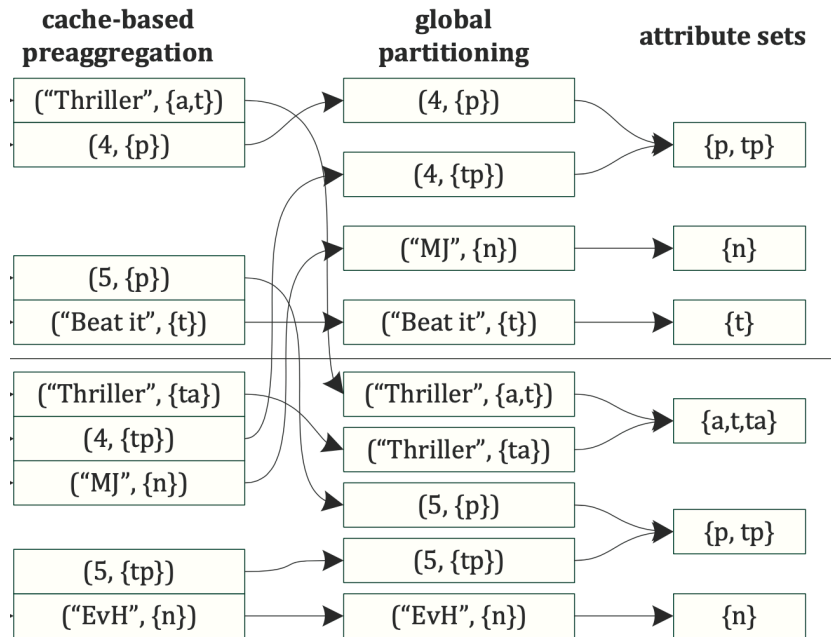 cache-based
preaggregation
global
partitioning
attribute sets
(“Thriller”, {a,t})
(4, {p})
(5, {p})
(“Beat it”, {t})
(“Thriller”, {ta})
(4, {tp})
(“MJ”, {n})
(5, {tp})
(“EvH”, {n})
(4, {p})
(4, {tp})
(“MJ”, {n})
(“Beat it”, {t})
(“Thriller”, {a,t})
(“Thriller”, {ta})
(5, {p})
(5, {tp})
(“EvH”, {n})
{p, tp}
{n}
{t}
{a,t,ta}
{p, tp}
{n}